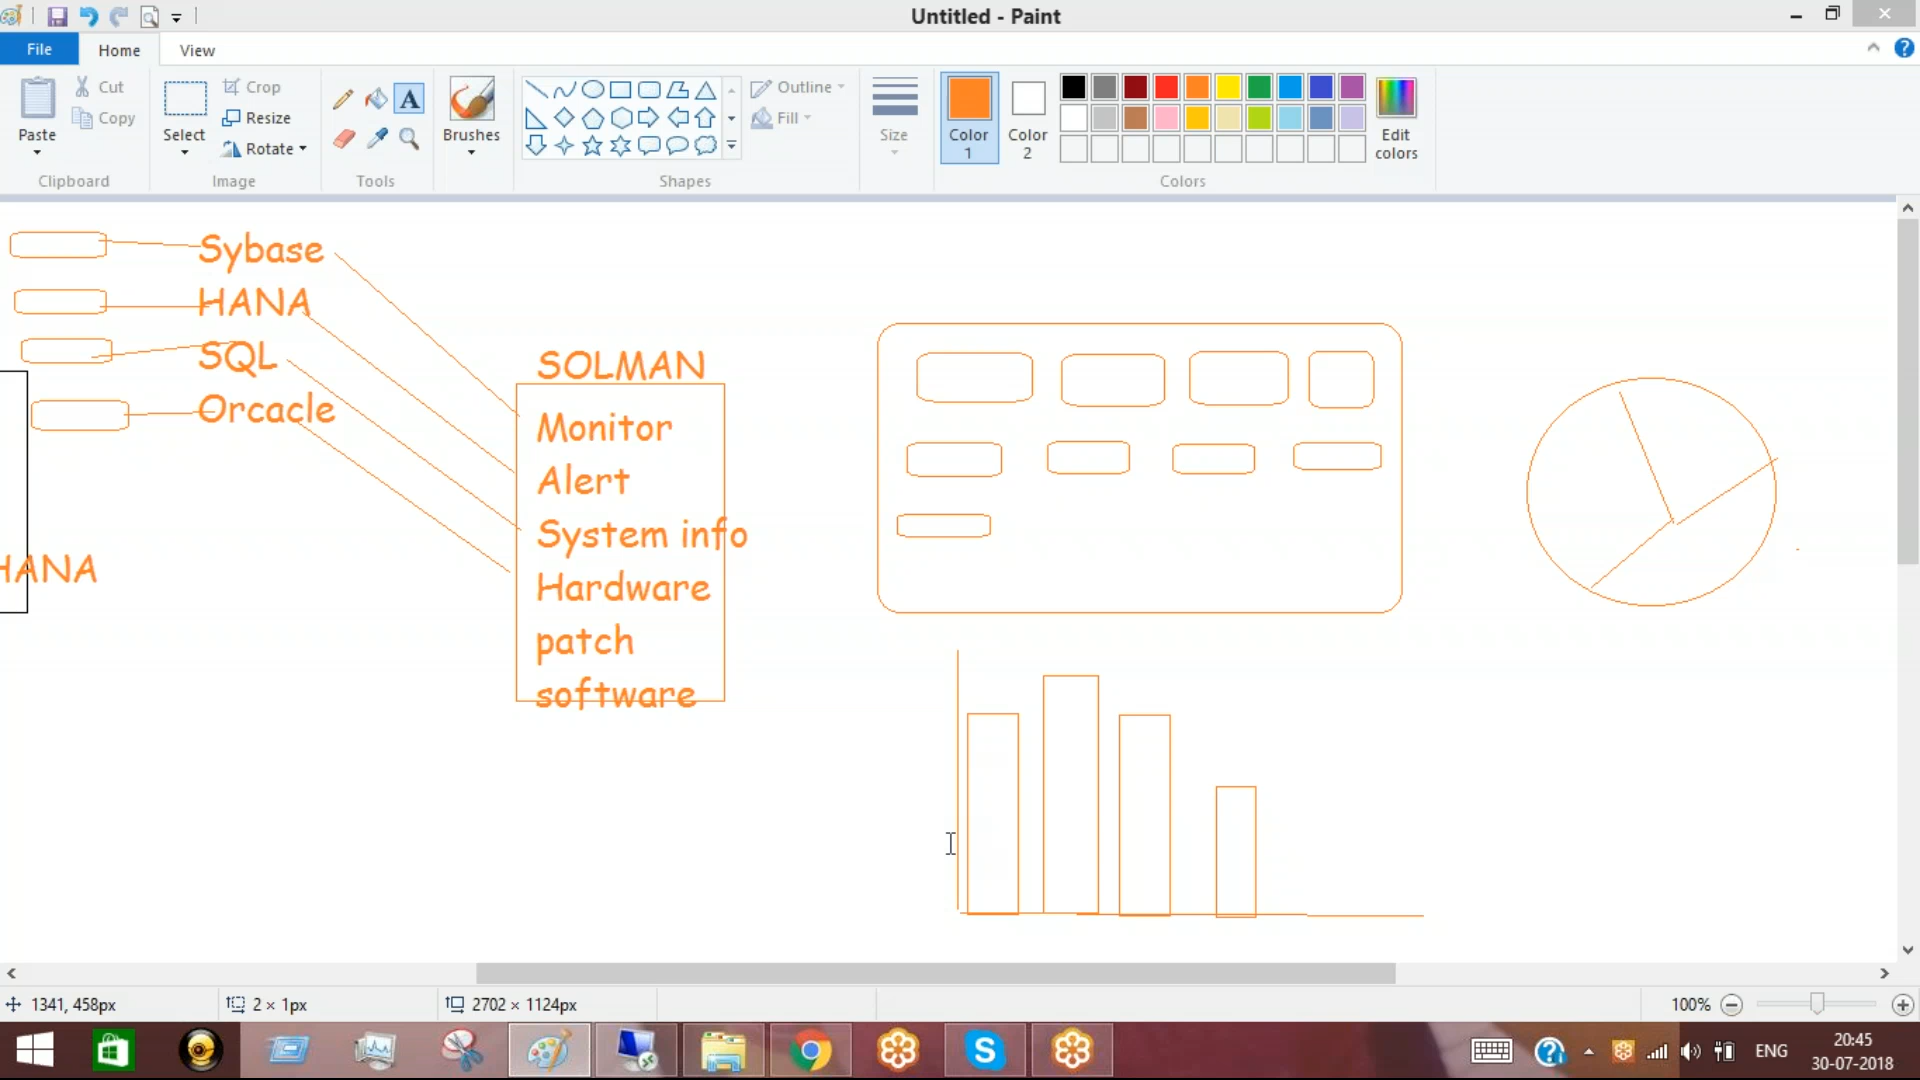 Untitled - Paint
File Home View
Paste
Cut
Copy
Clipboard
Select
Crop
Resize
Rotate
Image
A
Tools
Brushes
Outline
Fill
Shapes
Size
Color 1
Color 2
Edit colors
Colors
Sybase
HANA
SQL
Orcacle
HANA
SOLMAN
Monitor
Alert
System info
Hardware
patch
software
1341, 458px
2 × 1px
2702 × 1124px
100%
ENG
20:45
30-07-2018